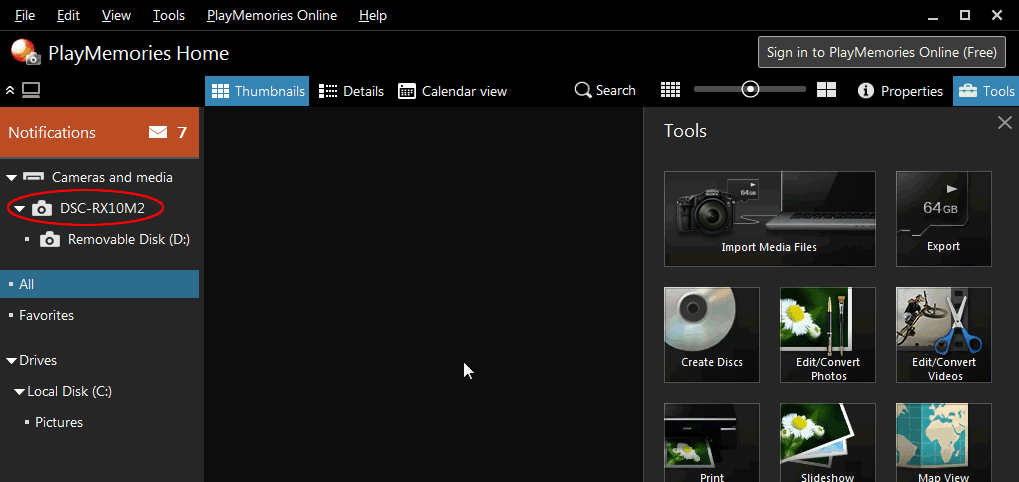 File Edit View Tools PlayMemories Online Help
PlayMemories Home
Sign in to PlayMemories Online (Free)
Thumbnails Details Calendar view Search Properties Tools
Notifications 7
Cameras and media
DSC-RX10M2
Removable Disk (D:)
All
Favorites
Drives
Local Disk (C:)
Pictures
Tools
64GB
Import Media Files
64GB
Export
Create Discs
Edit/Convert
Photos
Edit/Convert
Videos
Print
Slideshow
Map View